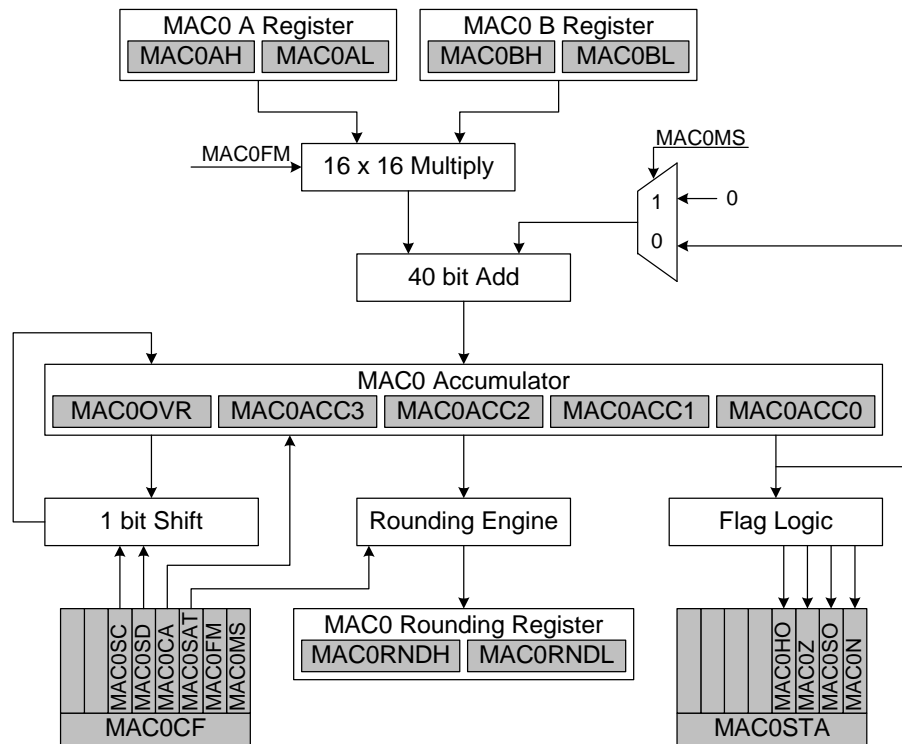 MAC0 A Register
MAC0AH MAC0AL
MAC0 B Register
MAC0BH MAC0BL
MAC0FM
16 x 16 Multiply
MAC0MS
1
0
0
40 bit Add
MAC0 Accumulator
MAC0OVR MAC0ACC3 MAC0ACC2 MAC0ACC1 MAC0ACC0
1 bit Shift
Rounding Engine
Flag Logic
MAC0SC
MAC0SD
MAC0CA
MAC0SAT
MAC0FM
MAC0MS
MAC0CF
MAC0 Rounding Register
MAC0RNDH MAC0RNDL
MAC0HO
MAC0Z
MAC0SO
MAC0N
MAC0STA